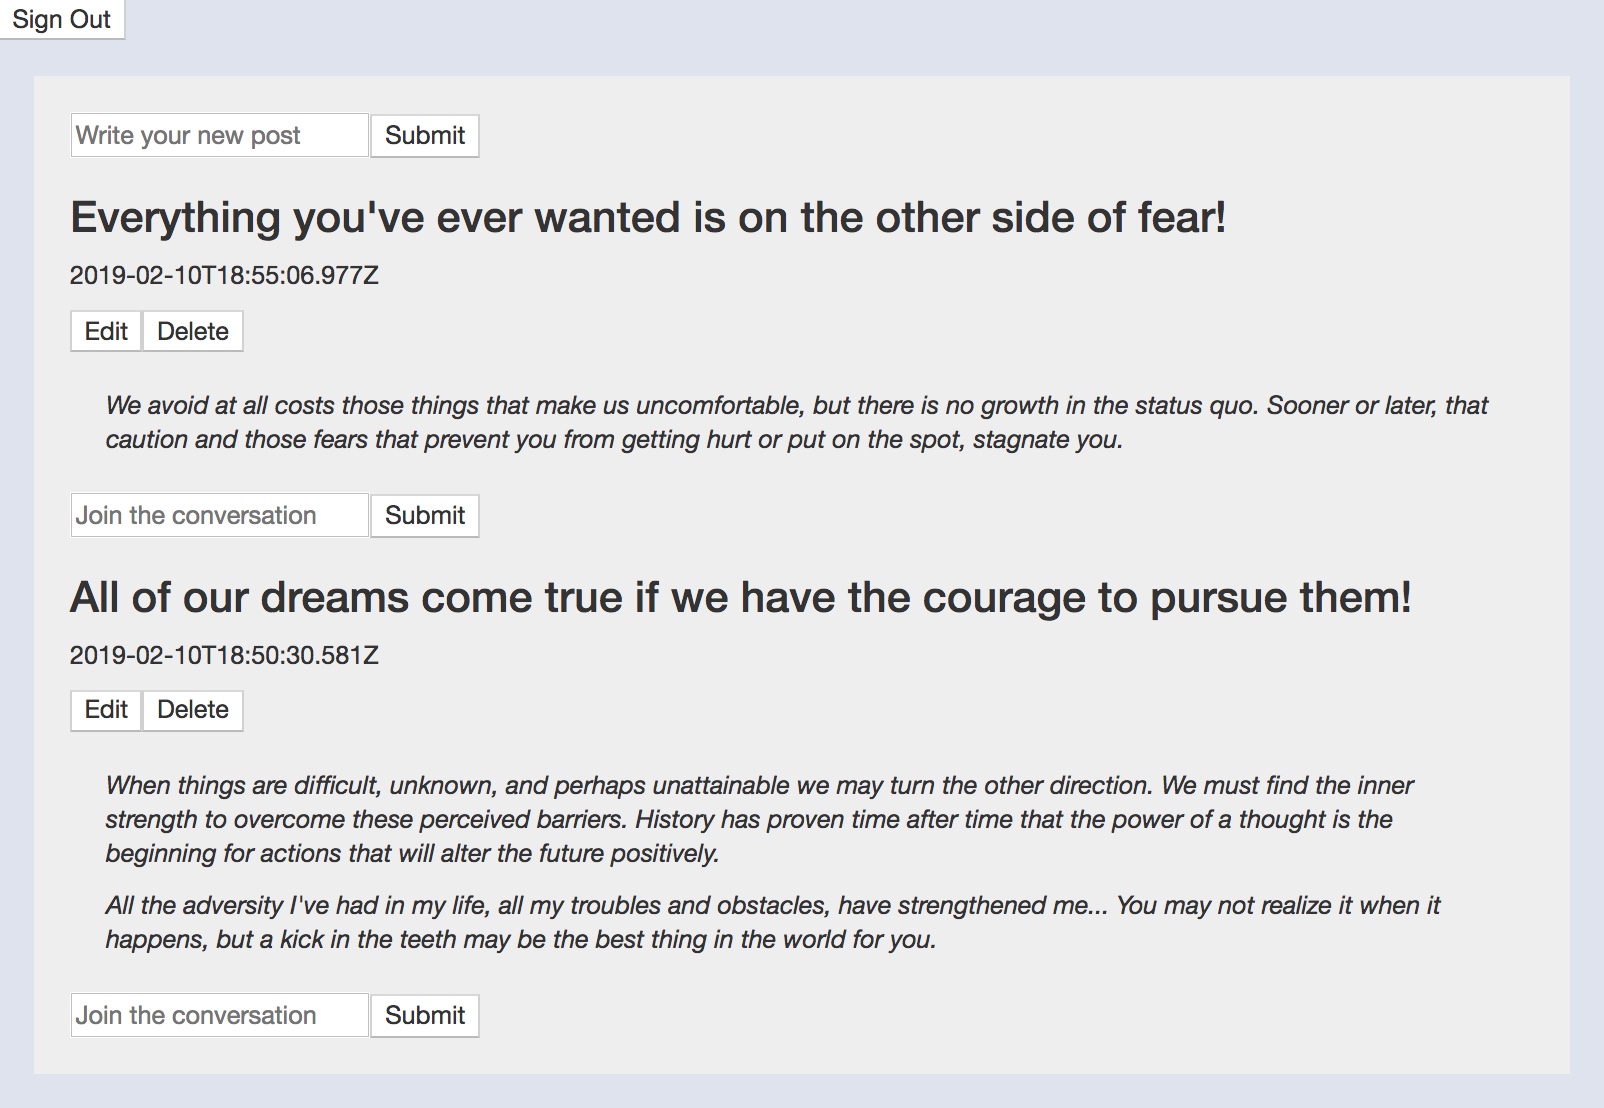 Sign Out
Write your new post Submit
Everything you've ever wanted is on the other side of fear!
2019-02-10T18:55:06.977Z
Edit Delete
We avoid at all costs those things that make us uncomfortable, but there is no growth in the status quo. Sooner or later, that
caution and those fears that prevent you from getting hurt or put on the spot, stagnate you.
Join the conversation Submit
All of our dreams come true if we have the courage to pursue them!
2019-02-10T18:50:30.581Z
Edit Delete
When things are difficult, unknown, and perhaps unattainable we may turn the other direction. We must find the inner
strength to overcome these perceived barriers. History has proven time after time that the power of a thought is the
beginning for actions that will alter the future positively.
All the adversity I've had in my life, all my troubles and obstacles, have strengthened me... You may not realize it when it
happens, but a kick in the teeth may be the best thing in the world for you.
Join the conversation Submit